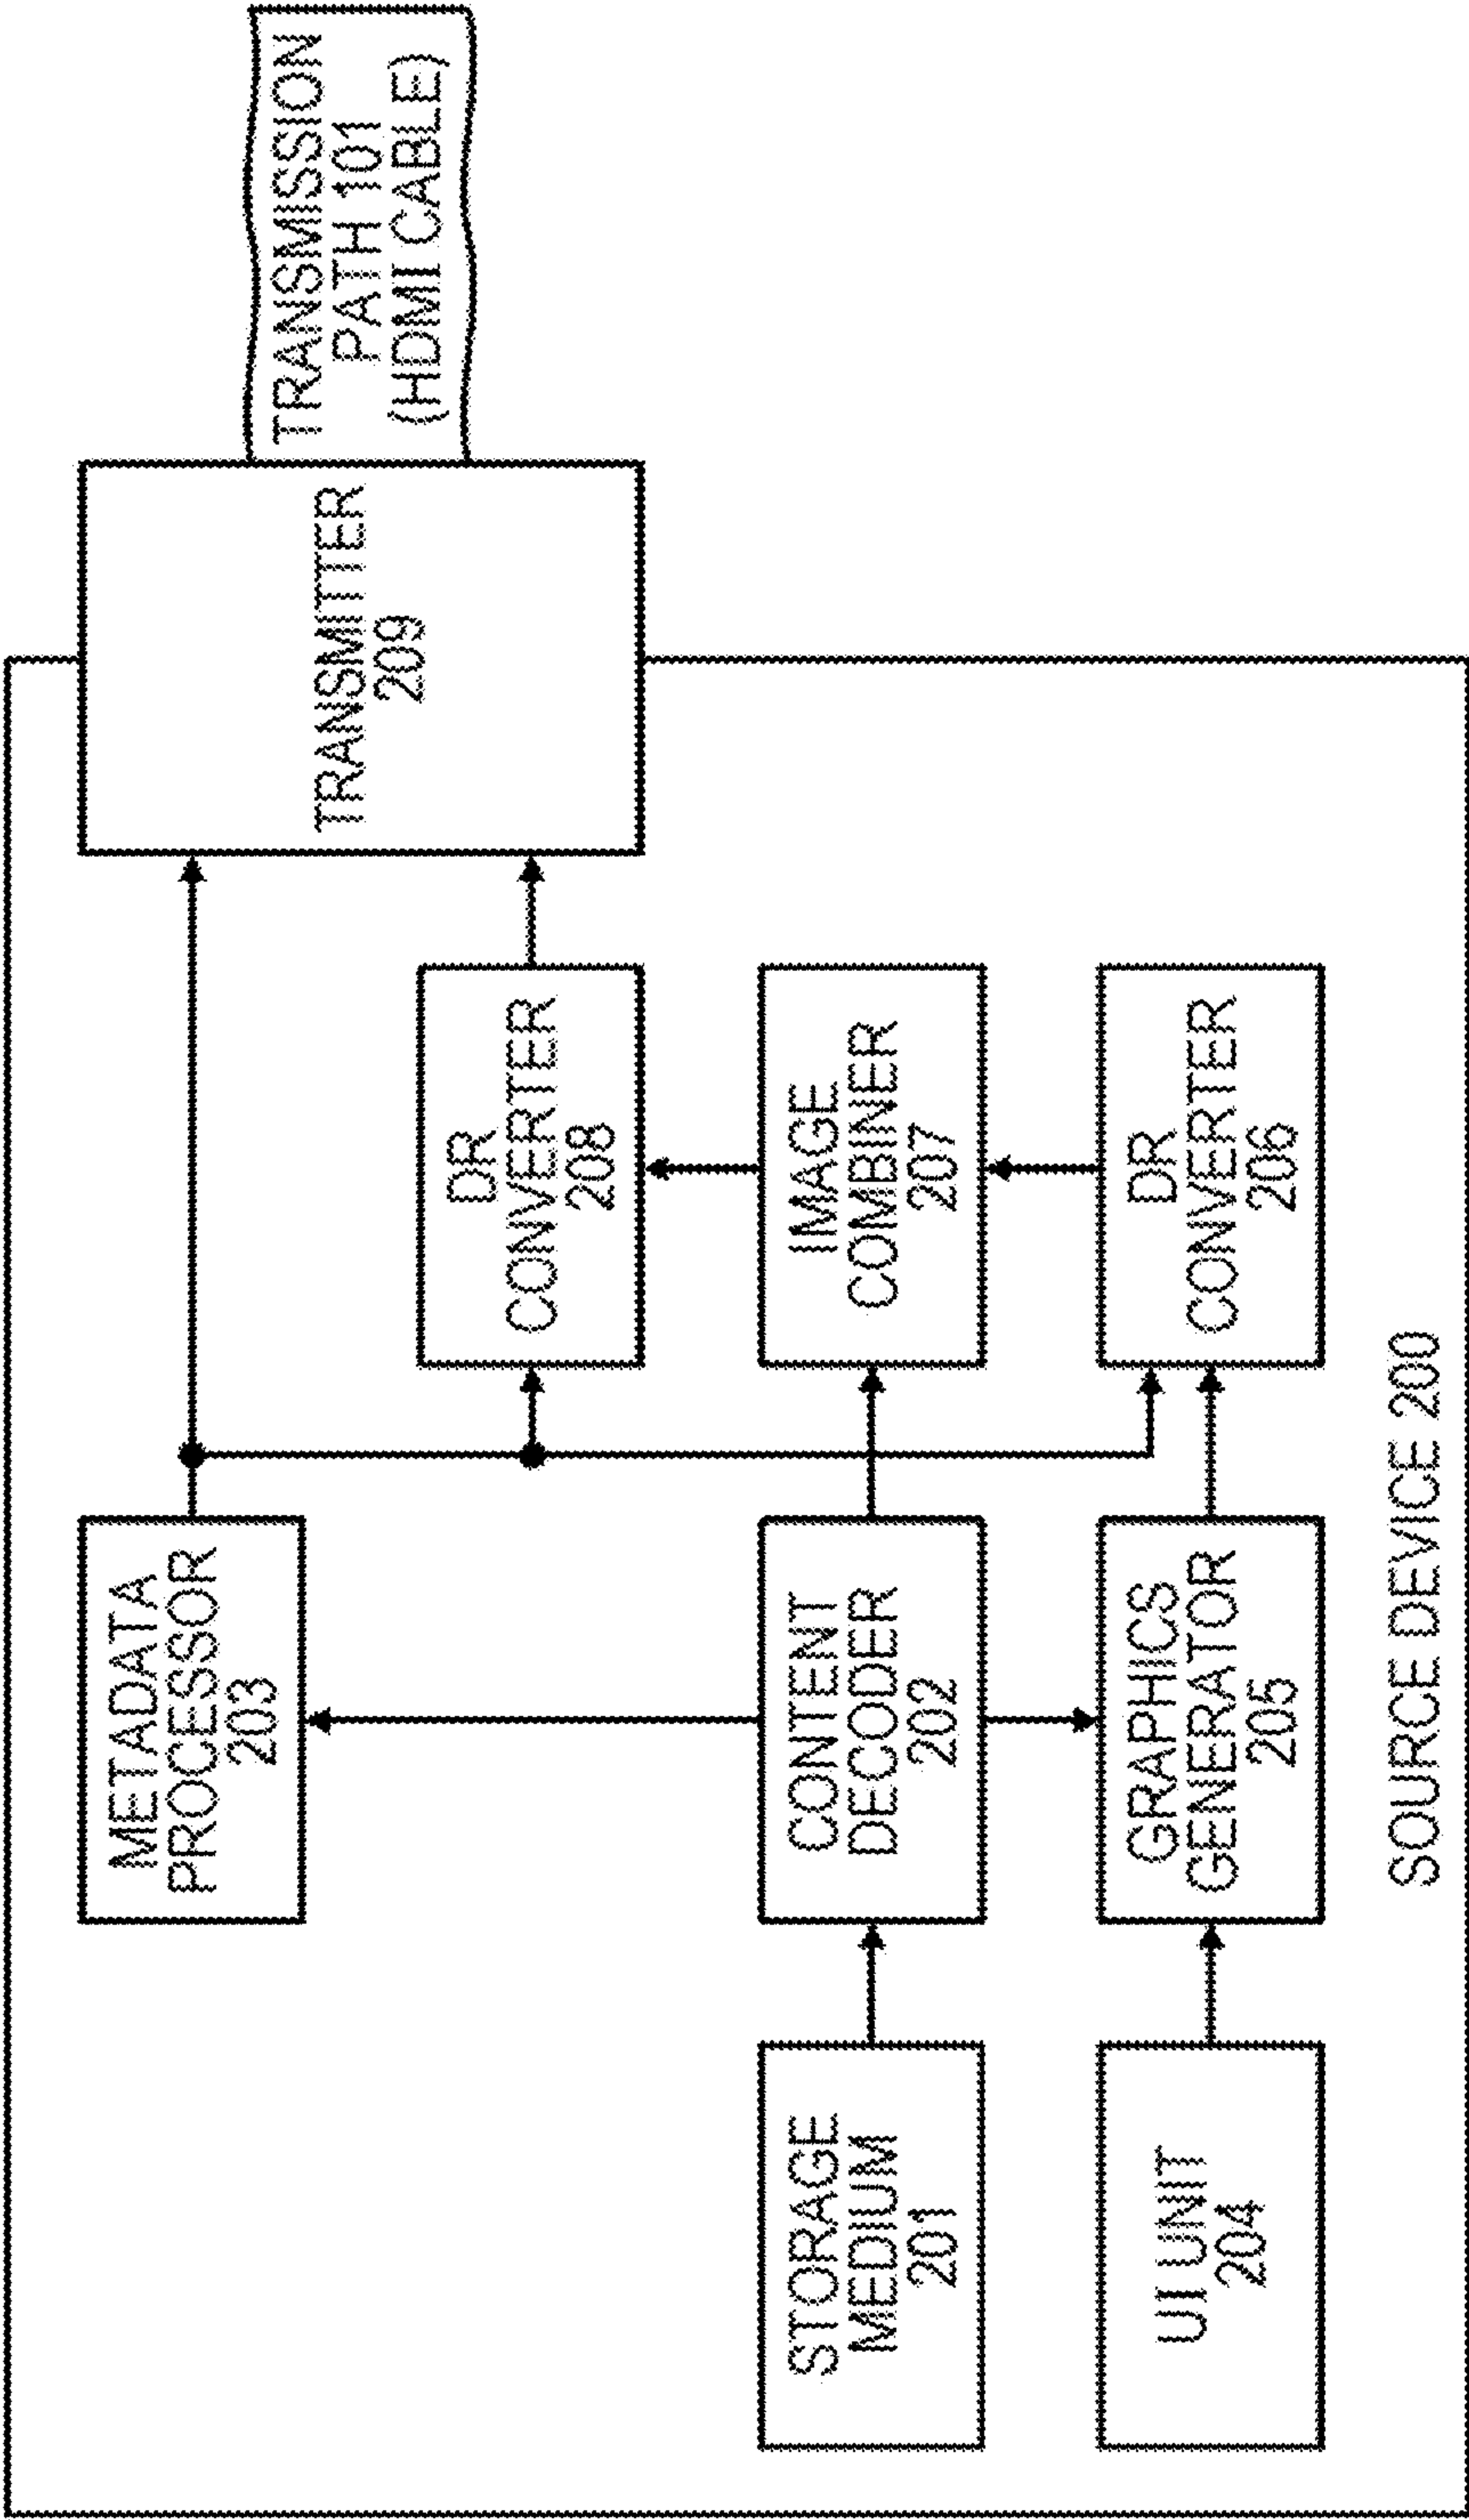 METADATA
PROCESSOR
203
TRANSMITTER
209
TRANSMISSION
PATH 101
(HDMI CABLE)
DR
CONVERTER
208
STORAGE
MEDIUM
201
CONTENT
DECODER
202
IMAGE
COMBINER
207
UI UNIT
204
GRAPHICS
GENERATOR
205
DR
CONVERTER
206
SOURCE DEVICE 200